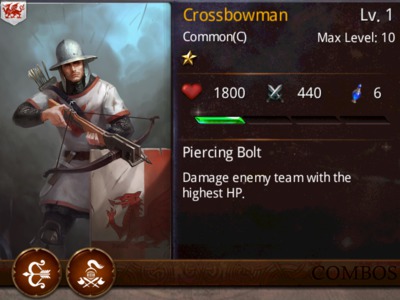 Crossbowman Lv. 1
Common(C) Max Level: 10
1800 440 6
Piercing Bolt
Damage enemy team with the
highest HP.
COMBOS